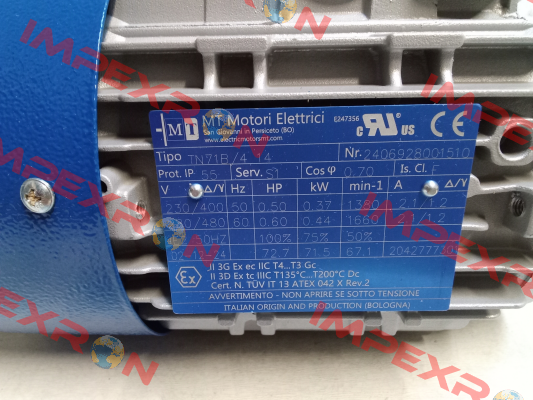 IMPEXRON
MT MT Motori Elettrici E247356
San Giovanni in Persiceto (BO)
www.electricmotorsmt.com c RU US CE
Tipo TN71B/4 Nr. 2406928001510
Prot. IP 55 Serv. S1 Cos φ 0.70 Is. Cl. F
V Δ/Y Hz HP kW min-1 A Δ/Y
230/400 50 0.50 0.37 1380 2.1/1.2
/480 60 0.60 0.44 1660 /1.2
50HZ 100% 75% 50%
72.7 71.5 67.1
Ex II 3G Ex ec IIC T4...T3 Gc
II 3D Ex tc IIIC T135°C...T200°C Dc
Cert. N. TÜV IT 13 ATEX 042 X Rev.2
AVVERTIMENTO - NON APRIRE SE SOTTO TENSIONE
ITALIAN ORIGIN AND PRODUCTION (BOLOGNA)
IMPEXRON
IMPEXRON